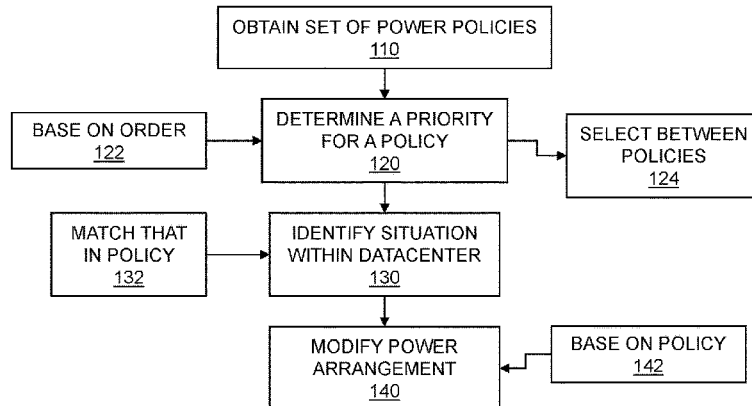 OBTAIN SET OF POWER POLICIES
110
BASE ON ORDER
122
DETERMINE A PRIORITY
FOR A POLICY
120
SELECT BETWEEN
POLICIES
124
MATCH THAT
IN POLICY
132
IDENTIFY SITUATION
WITHIN DATACENTER
130
MODIFY POWER
ARRANGEMENT
140
BASE ON POLICY
142